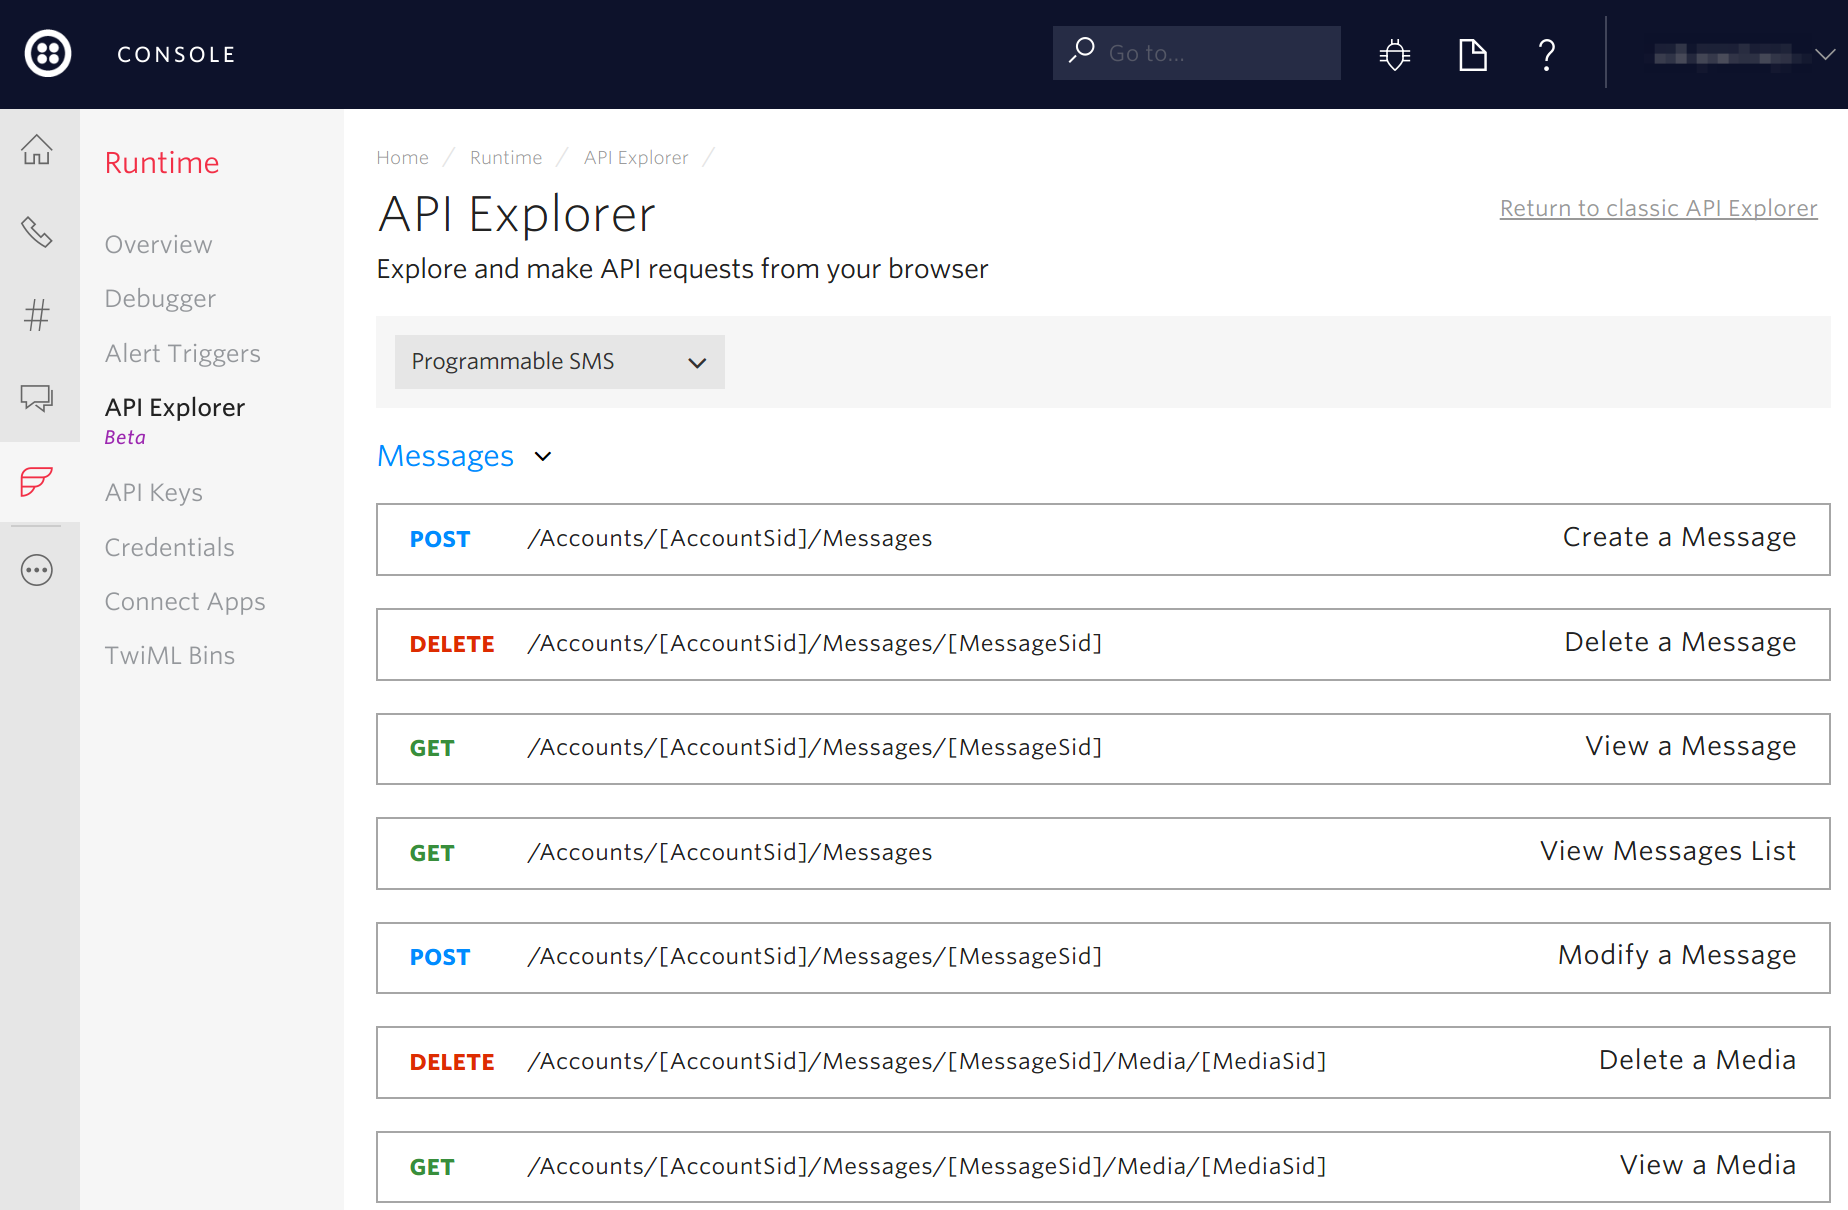 CONSOLE
Go to...
Runtime
Overview
Debugger
Alert Triggers
API Explorer
Beta
API Keys
Credentials
Connect Apps
TwiML Bins
Home / Runtime / API Explorer /
API Explorer
Return to classic API Explorer
Explore and make API requests from your browser
Programmable SMS
Messages
POST /Accounts/[AccountSid]/Messages Create a Message
DELETE /Accounts/[AccountSid]/Messages/[MessageSid] Delete a Message
GET /Accounts/[AccountSid]/Messages/[MessageSid] View a Message
GET /Accounts/[AccountSid]/Messages View Messages List
POST /Accounts/[AccountSid]/Messages/[MessageSid] Modify a Message
DELETE /Accounts/[AccountSid]/Messages/[MessageSid]/Media/[MediaSid] Delete a Media
GET /Accounts/[AccountSid]/Messages/[MessageSid]/Media/[MediaSid] View a Media